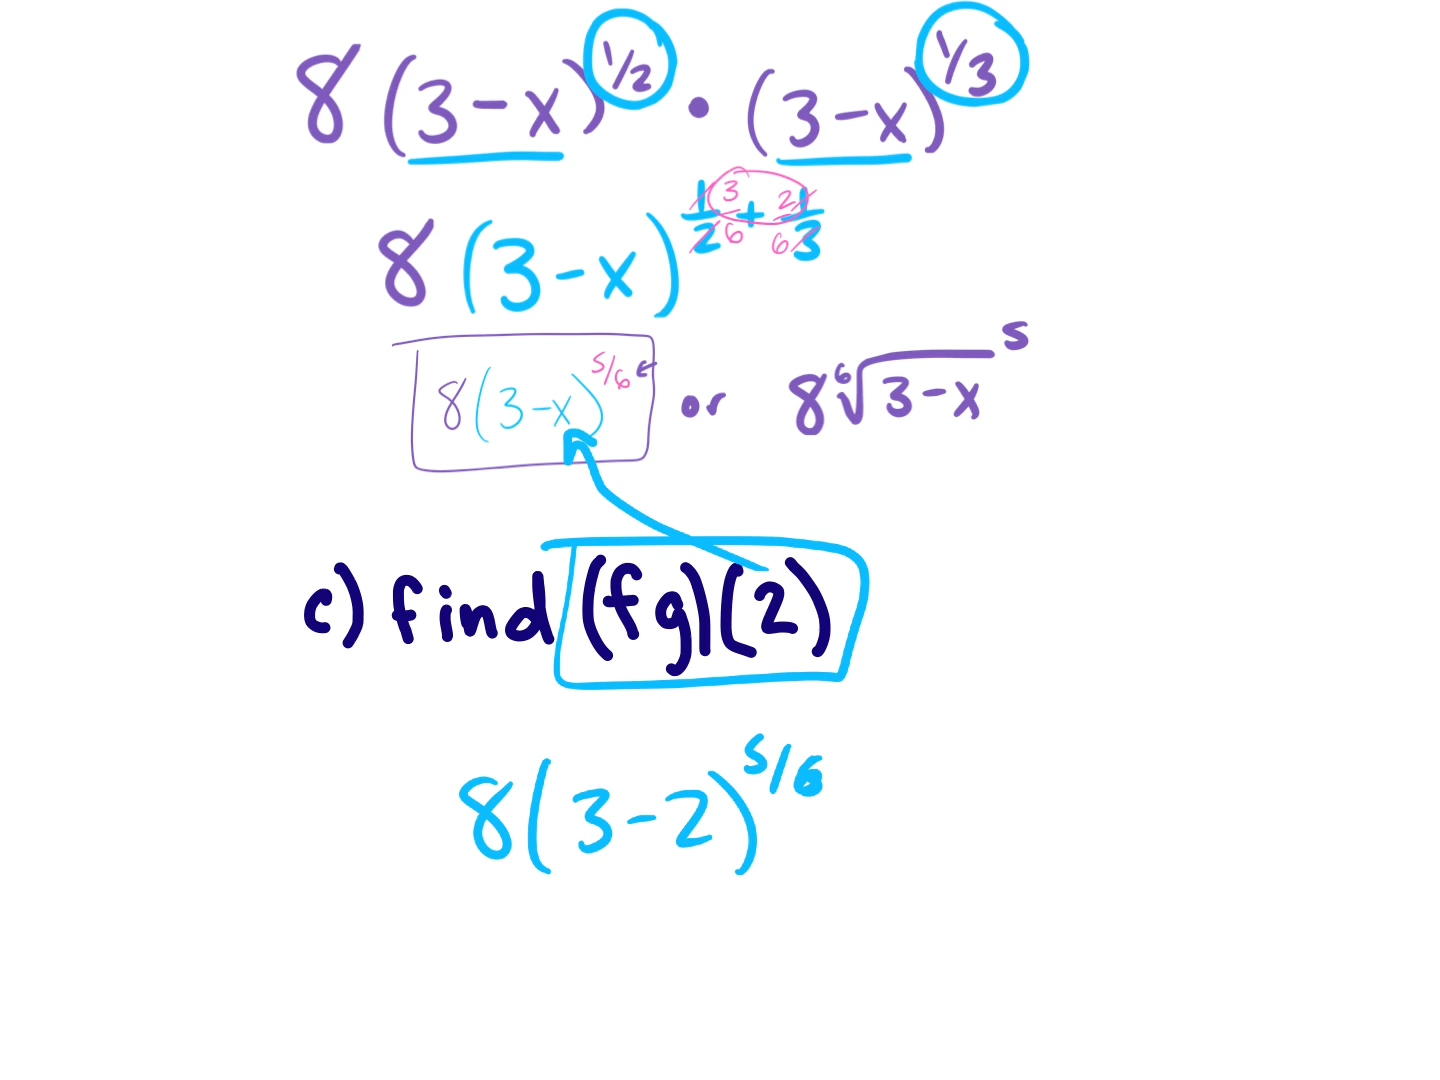 8(3-x)^1/2 · (3-x)^1/3
8(3-x)^1/2 3/6 + 2/6 1/3
8(3-x)^5/6 ← or 8 ⁶√3-x ^5
c) find (fg)(2)
8(3-2)^5/6